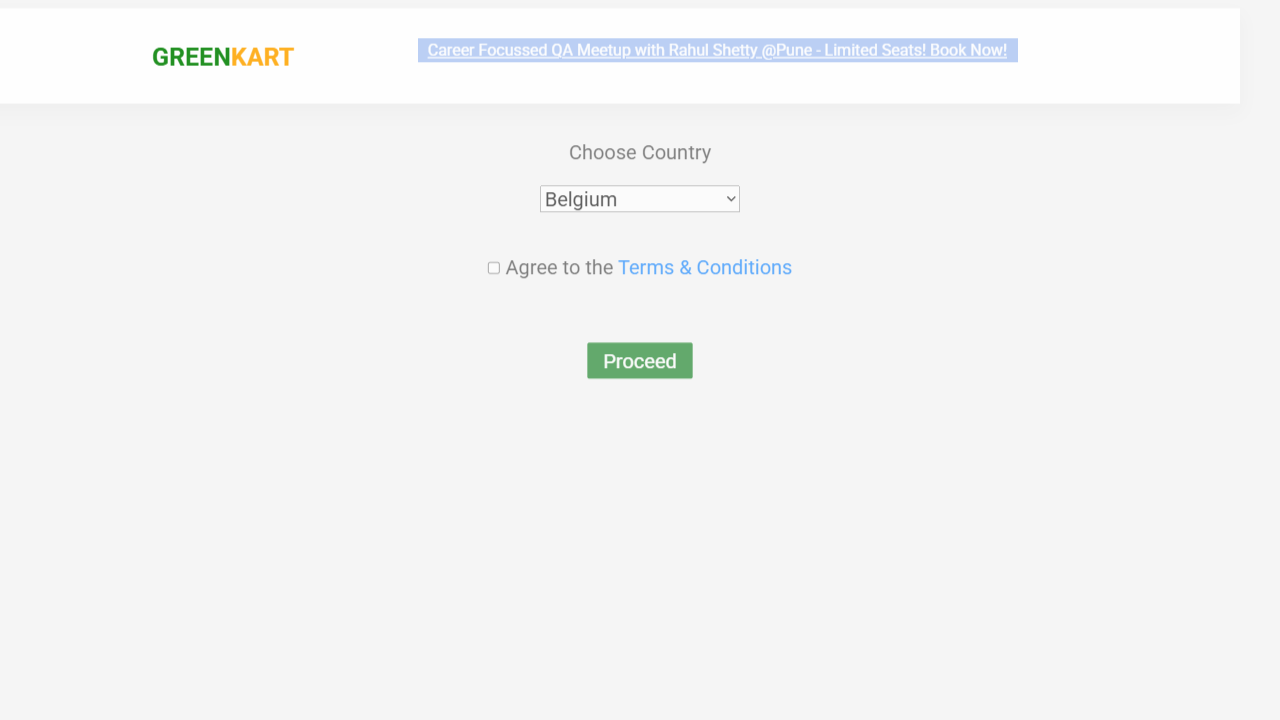 GREENKART
Career Focussed QA Meetup with Rahul Shetty @Pune - Limited Seats! Book Now!
Choose Country
Belgium
Agree to the Terms & Conditions
Proceed